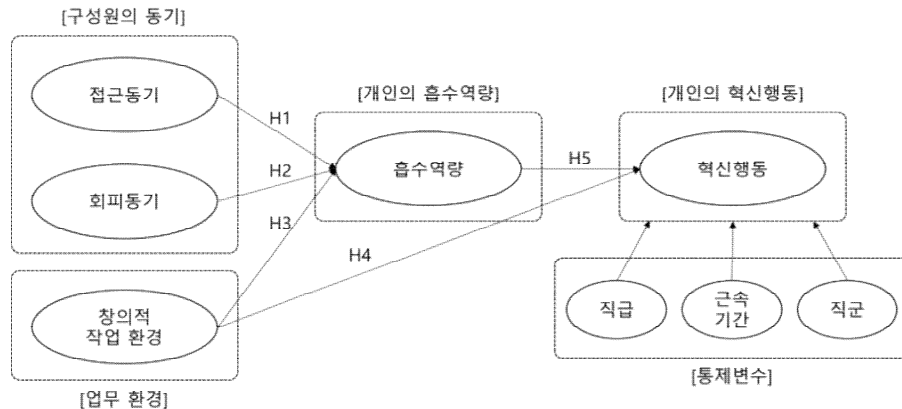 [구성원의 동기]
접근동기
회피동기
창의적
작업 환경
[업무 환경]
H1
H2
H3
H4
[개인의 흡수역량]
흡수역량
H5
[개인의 혁신행동]
혁신행동
직급
근속
기간
직군
[통제변수]